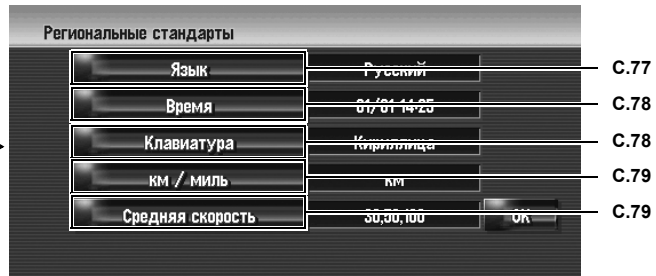 Региональные стандарты
Язык Русский С.77
Время 01/01 14:25 С.78
Клавиатура Кириллица С.78
км / миль км С.79
Средняя скорость 30,50,100 OK С.79